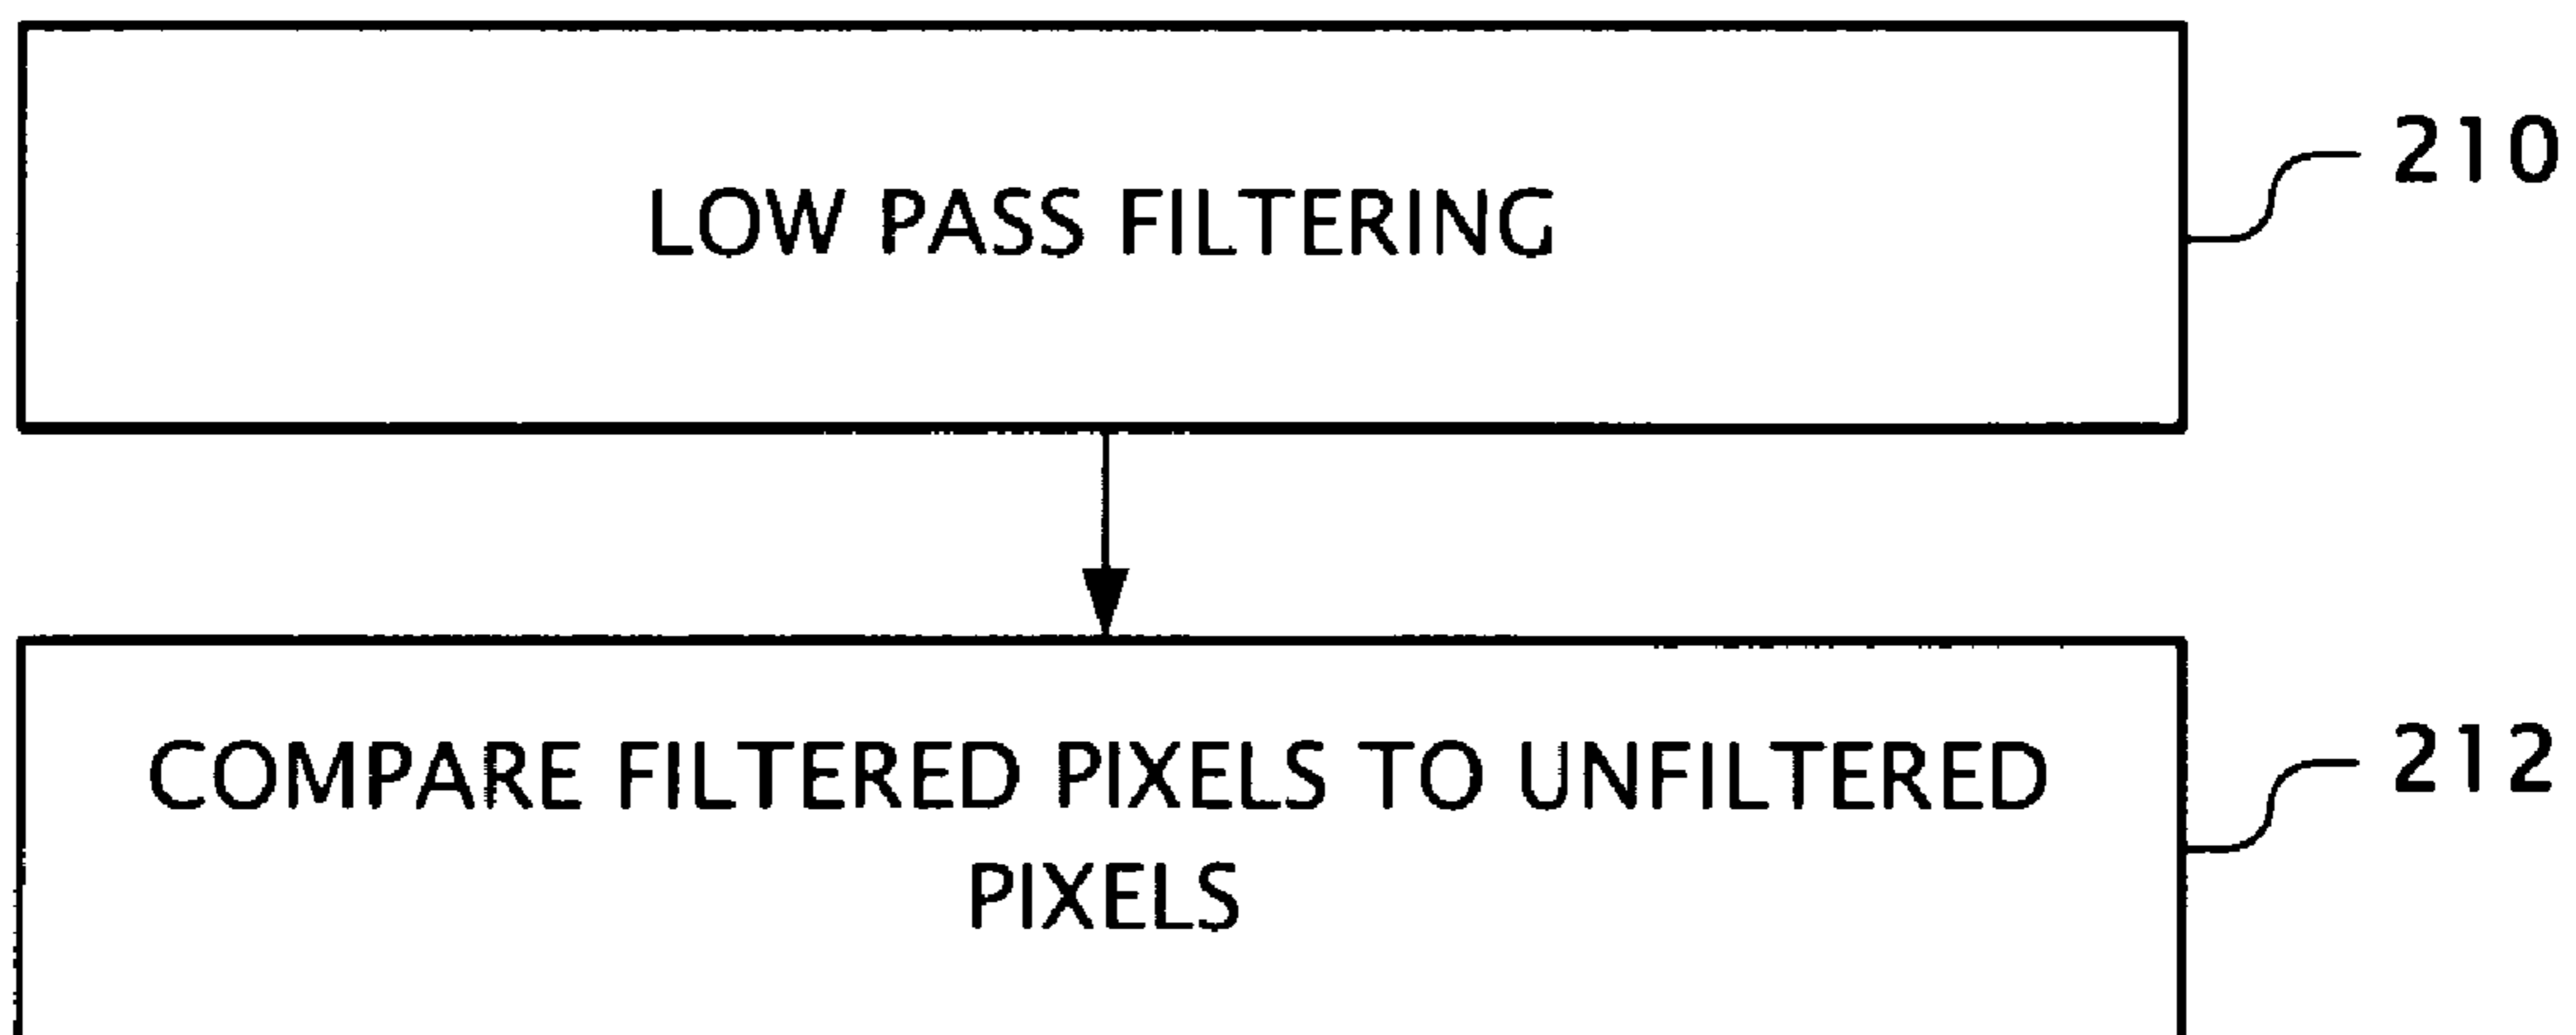 LOW PASS FILTERING
210
COMPARE FILTERED PIXELS TO UNFILTERED
PIXELS
212